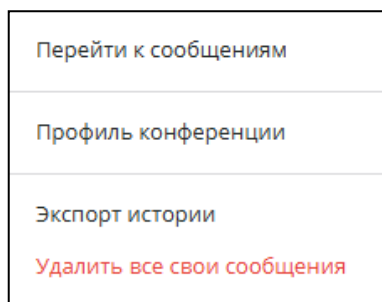 Перейти к сообщениям
Профиль конференции
Экспорт истории
Удалить все свои сообщения